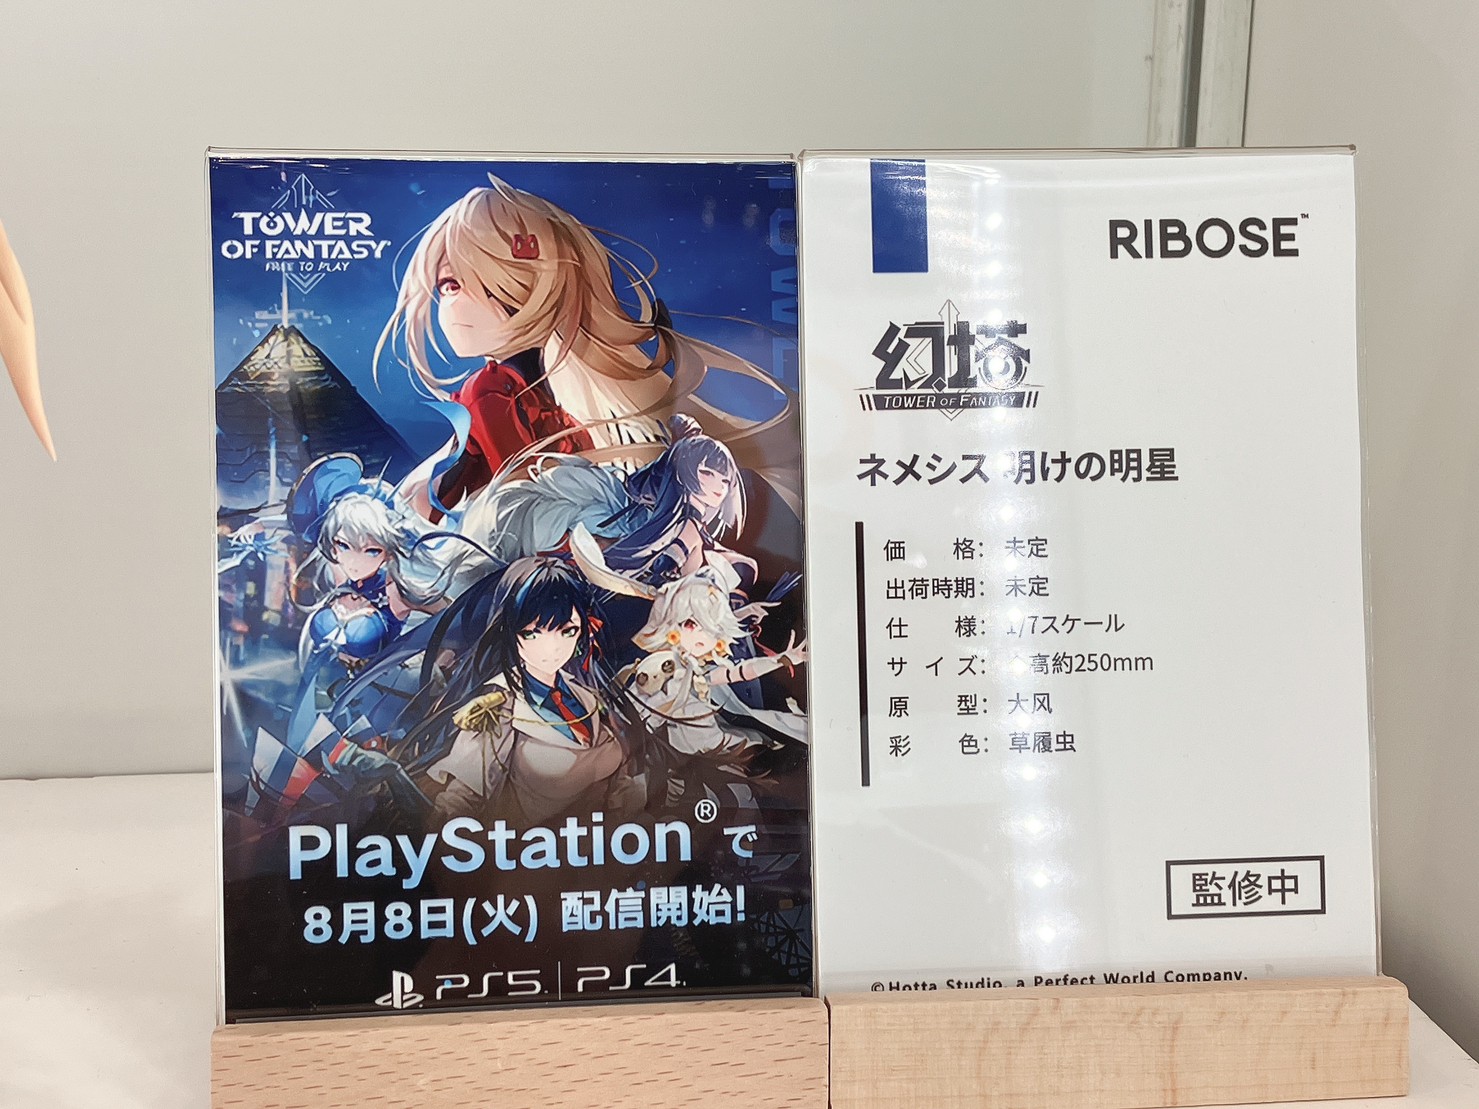 TOWER
OF FANTASY
FREE TO PLAY
PlayStation®で
8月8日(火) 配信開始!
PS5 | PS4
RIBOSE™
幻塔
TOWER OF FANTASY
ネメシス 明けの明星
価格: 未定
出荷時期: 未定
仕様: 1/7スケール
サイズ: 高約250mm
原型: 大风
彩色: 草履虫
監修中
©Hotta Studio, a Perfect World Company.